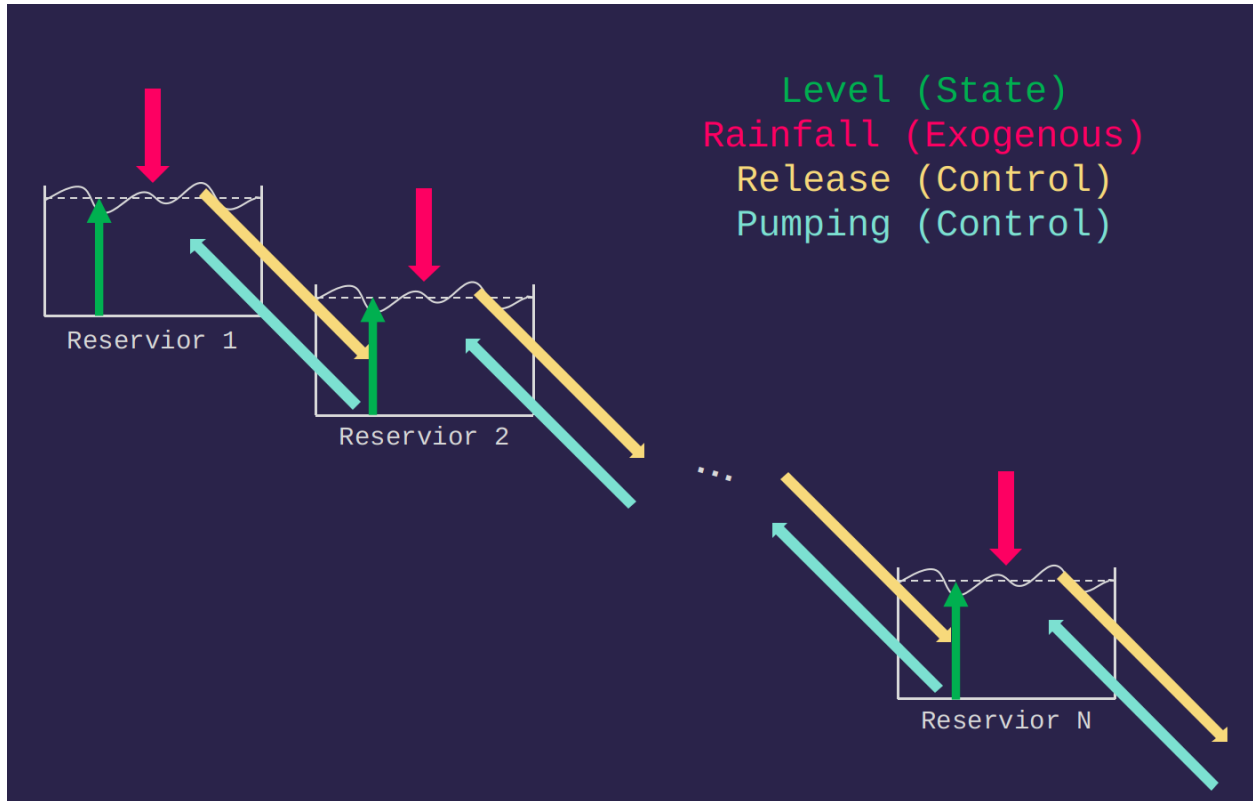 Level (State)
Rainfall (Exogenous)
Release (Control)
Pumping (Control)
Reservior 1
Reservior 2
...
Reservior N